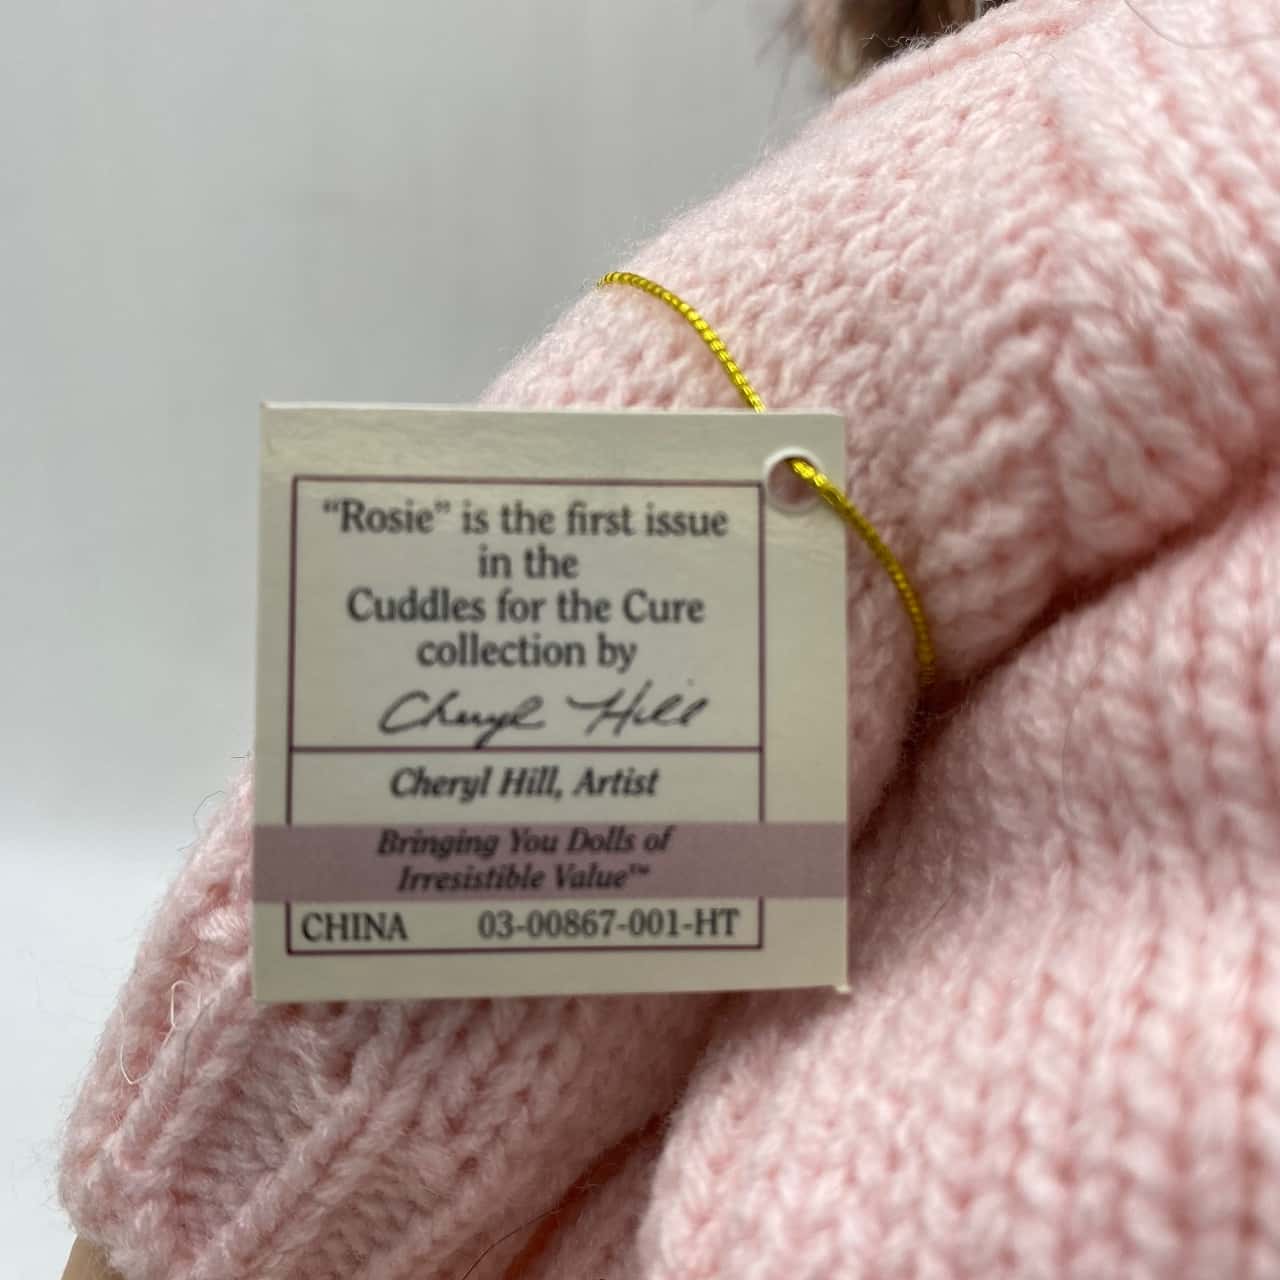 “Rosie” is the first issue
in the
Cuddles for the Cure
collection by
Cheryl Hill
Cheryl Hill, Artist
Bringing You Dolls of
Irresistible Value™
CHINA 03-00867-001-HT